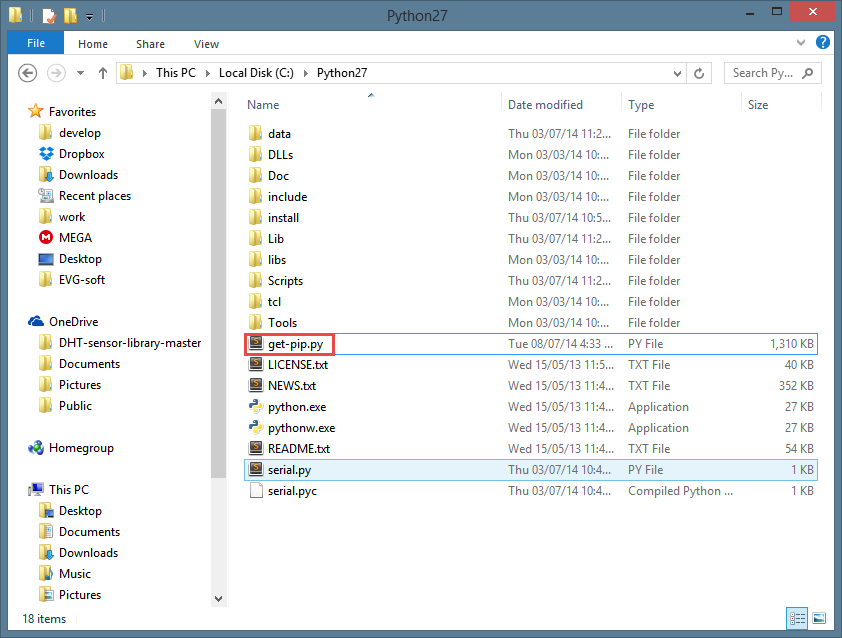 Python27
File Home Share View
This PC Local Disk (C:) Python27 Search Py...
Name Date modified Type Size
Favorites
develop
Dropbox
Downloads
Recent places
work
MEGA
Desktop
EVG-soft
OneDrive
DHT-sensor-library-master
Documents
Pictures
Public
Homegroup
This PC
Desktop
Documents
Downloads
Music
Pictures
data Thu 03/07/14 11:2... File folder
DLLs Mon 03/03/14 10:... File folder
Doc Mon 03/03/14 10:... File folder
include Mon 03/03/14 10:... File folder
install Thu 03/07/14 10:5... File folder
Lib Thu 03/07/14 11:2... File folder
libs Mon 03/03/14 10:... File folder
Scripts Thu 03/07/14 11:2... File folder
tcl Mon 03/03/14 10:... File folder
Tools Mon 03/03/14 10:... File folder
get-pip.py Tue 08/07/14 4:33 ... PY File 1,310 KB
LICENSE.txt Wed 15/05/13 11:5... TXT File 40 KB
NEWS.txt Wed 15/05/13 11:4... TXT File 352 KB
python.exe Wed 15/05/13 11:4... Application 27 KB
pythonw.exe Wed 15/05/13 11:4... Application 27 KB
README.txt Wed 15/05/13 11:4... TXT File 54 KB
serial.py Thu 03/07/14 10:4... PY File 1 KB
serial.pyc Thu 03/07/14 10:4... Compiled Python ... 1 KB
18 items